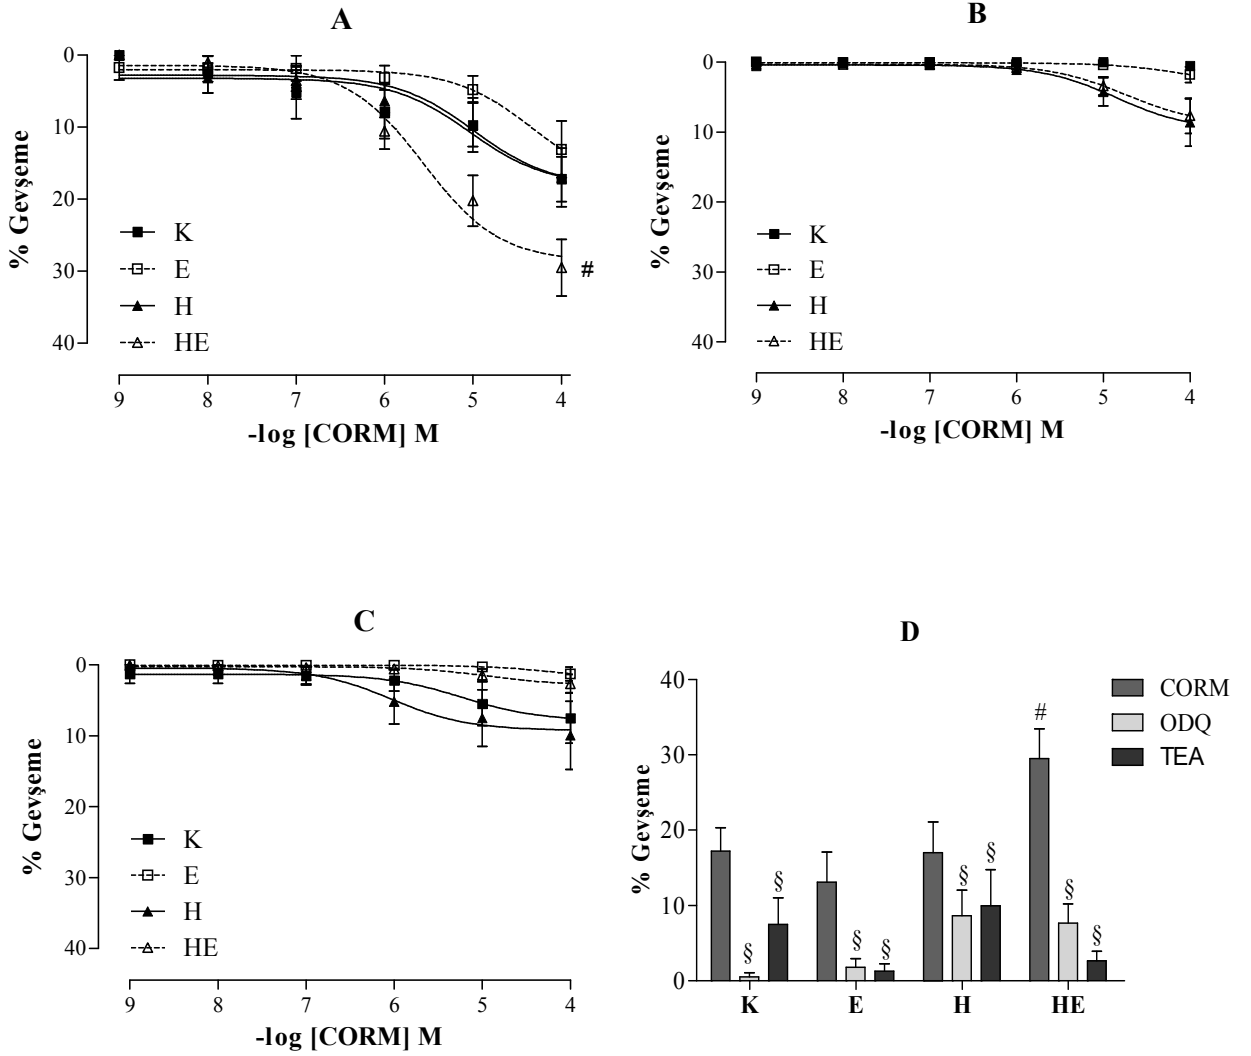 A
0
10
20
30
40
% Gevşeme
K
E
H
HE
#
9 8 7 6 5 4
-log [CORM] M
B
0
10
20
30
40
% Gevşeme
K
E
H
HE
9 8 7 6 5 4
-log [CORM] M
C
0
10
20
30
40
% Gevşeme
K
E
H
HE
9 8 7 6 5 4
-log [CORM] M
D
40
30
20
10
0
% Gevşeme
CORM
ODQ
TEA
#
§ § § § § § § §
K E H HE